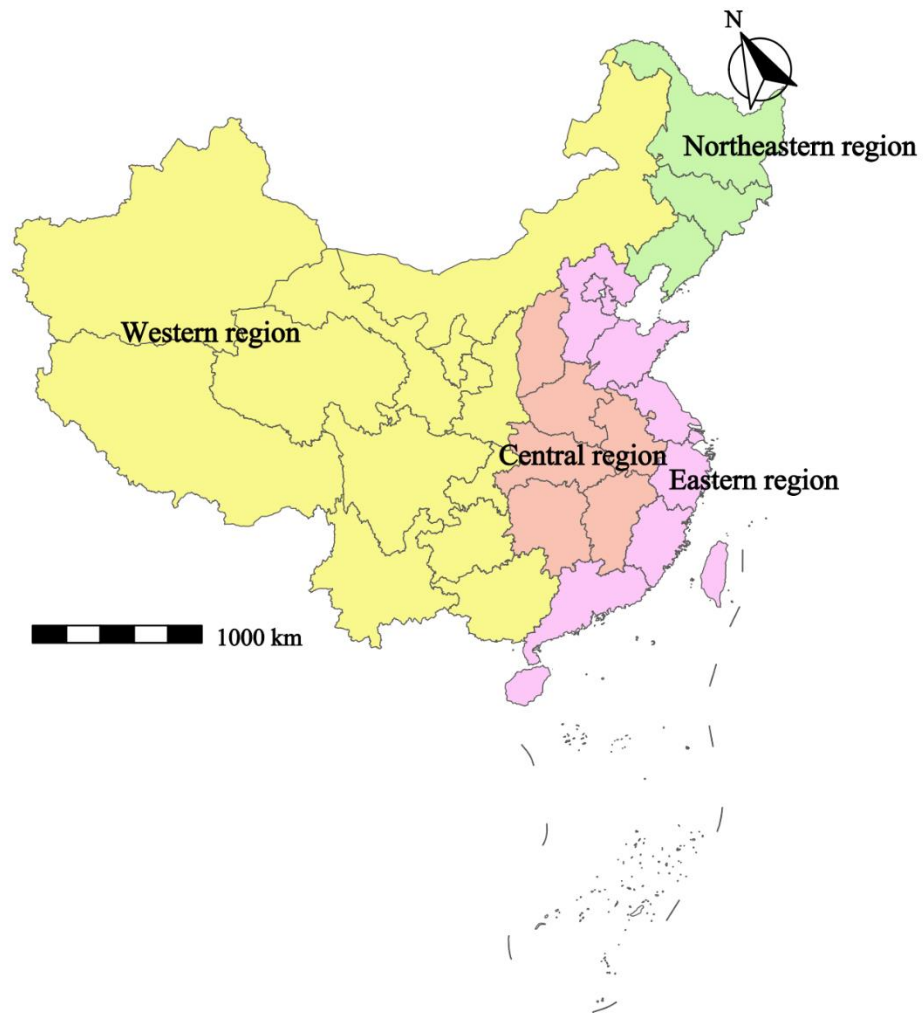 N
Northeastern region
Western region
Central region
Eastern region
1000 km